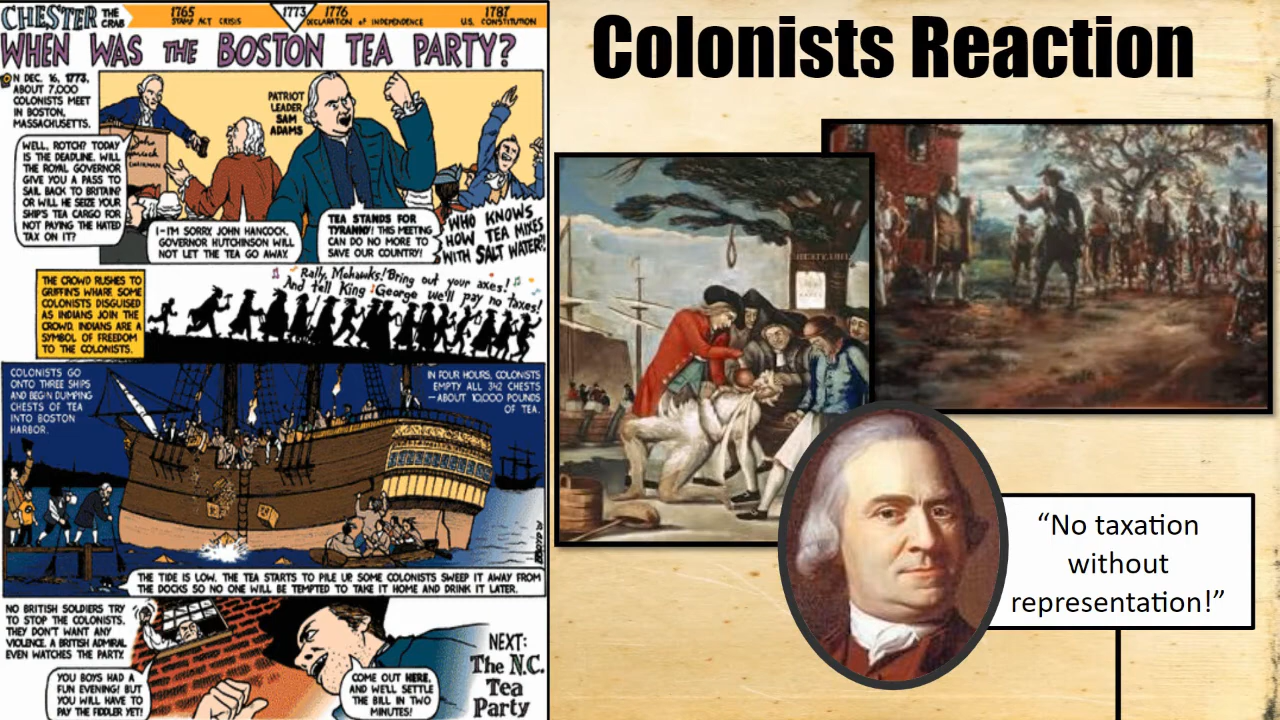 CHESTER THE CRAB
1765
STAMP ACT CRISIS
1773
1776
DECLARATION OF INDEPENDENCE
1787
U.S. CONSTITUTION
WHEN WAS THE BOSTON TEA PARTY?
ON DEC. 16, 1773,
ABOUT 7,000
COLONISTS MEET
IN BOSTON,
MASSACHUSETTS.
PATRIOT
LEADER
SAM
ADAMS
John
Hancock
CHAIRMAN
WELL, ROTCH? TODAY
IS THE DEADLINE. WILL
THE ROYAL GOVERNOR
GIVE YOU A PASS TO
SAIL BACK TO BRITAIN?
OR WILL HE SEIZE YOUR
SHIP'S TEA CARGO FOR
NOT PAYING THE HATED
TAX ON IT?
I-I'M SORRY, JOHN HANCOCK.
GOVERNOR HUTCHINSON WILL
NOT LET THE TEA GO AWAY.
TEA STANDS FOR
TYRANNY! THIS MEETING
CAN DO NO MORE TO
SAVE OUR COUNTRY!
WHO KNOWS
HOW TEA MIXES
WITH SALT WATER?!
THE CROWD RUSHES TO
GRIFFIN'S WHARF. SOME
COLONISTS DISGUISED
AS INDIANS JOIN THE
CROWD. INDIANS ARE A
SYMBOL OF FREEDOM
TO THE COLONISTS.
Rally, Mohawks! Bring out your axes!
And tell King George we'll pay no taxes!
COLONISTS GO
ONTO THREE SHIPS
AND BEGIN DUMPING
CHESTS OF TEA
INTO BOSTON
HARBOR.
IN FOUR HOURS, COLONISTS
EMPTY ALL 342 CHESTS
—ABOUT 10,000 POUNDS
OF TEA.
THE TIDE IS LOW. THE TEA STARTS TO PILE UP. SOME COLONISTS SWEEP IT AWAY FROM
THE DOCKS SO NO ONE WILL BE TEMPTED TO TAKE IT HOME AND DRINK IT LATER.
NO BRITISH SOLDIERS TRY
TO STOP THE COLONISTS.
THEY DON'T WANT ANY
VIOLENCE. A BRITISH ADMIRAL
EVEN WATCHES THE PARTY.
YOU BOYS HAD A
FUN EVENING! BUT
YOU WILL HAVE TO
PAY THE FIDDLER YET!
COME OUT HERE,
AND WE'LL SETTLE
THE BILL IN TWO
MINUTES!
NEXT:
The N.C.
Tea
Party
Colonists Reaction
“No taxation
without
representation!”